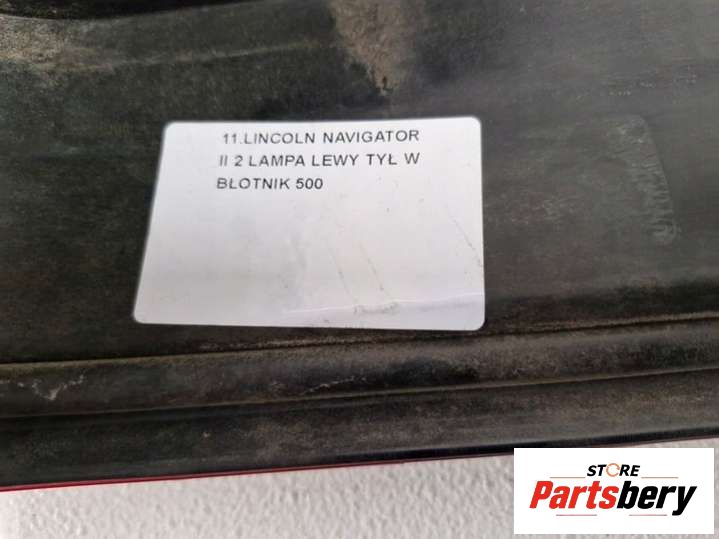 11.LINCOLN NAVIGATOR
II 2 LAMPA LEWY TYŁ W
BŁOTNIK 500
STORE
Partsbery